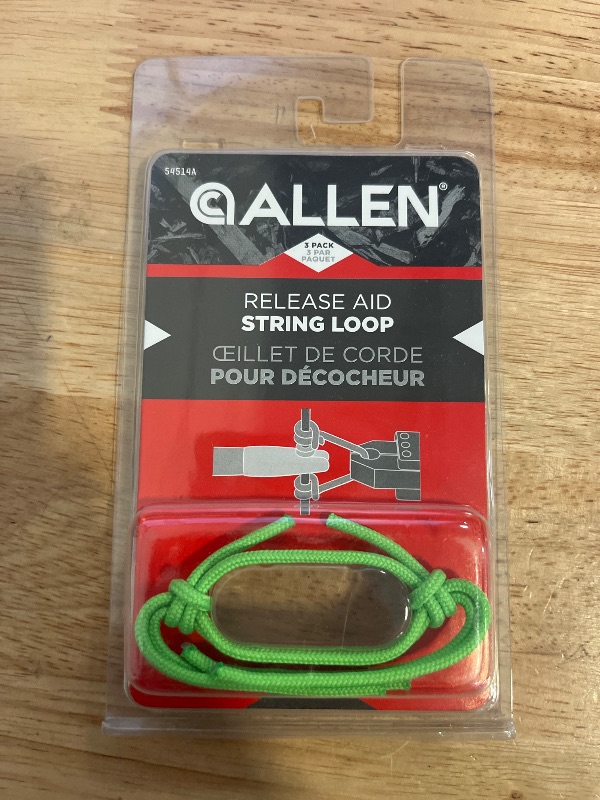 54514A
ALLEN®
3 PACK
3 PAR
PAQUET
RELEASE AID
STRING LOOP
ŒILLET DE CORDE
POUR DÉCOCHEUR